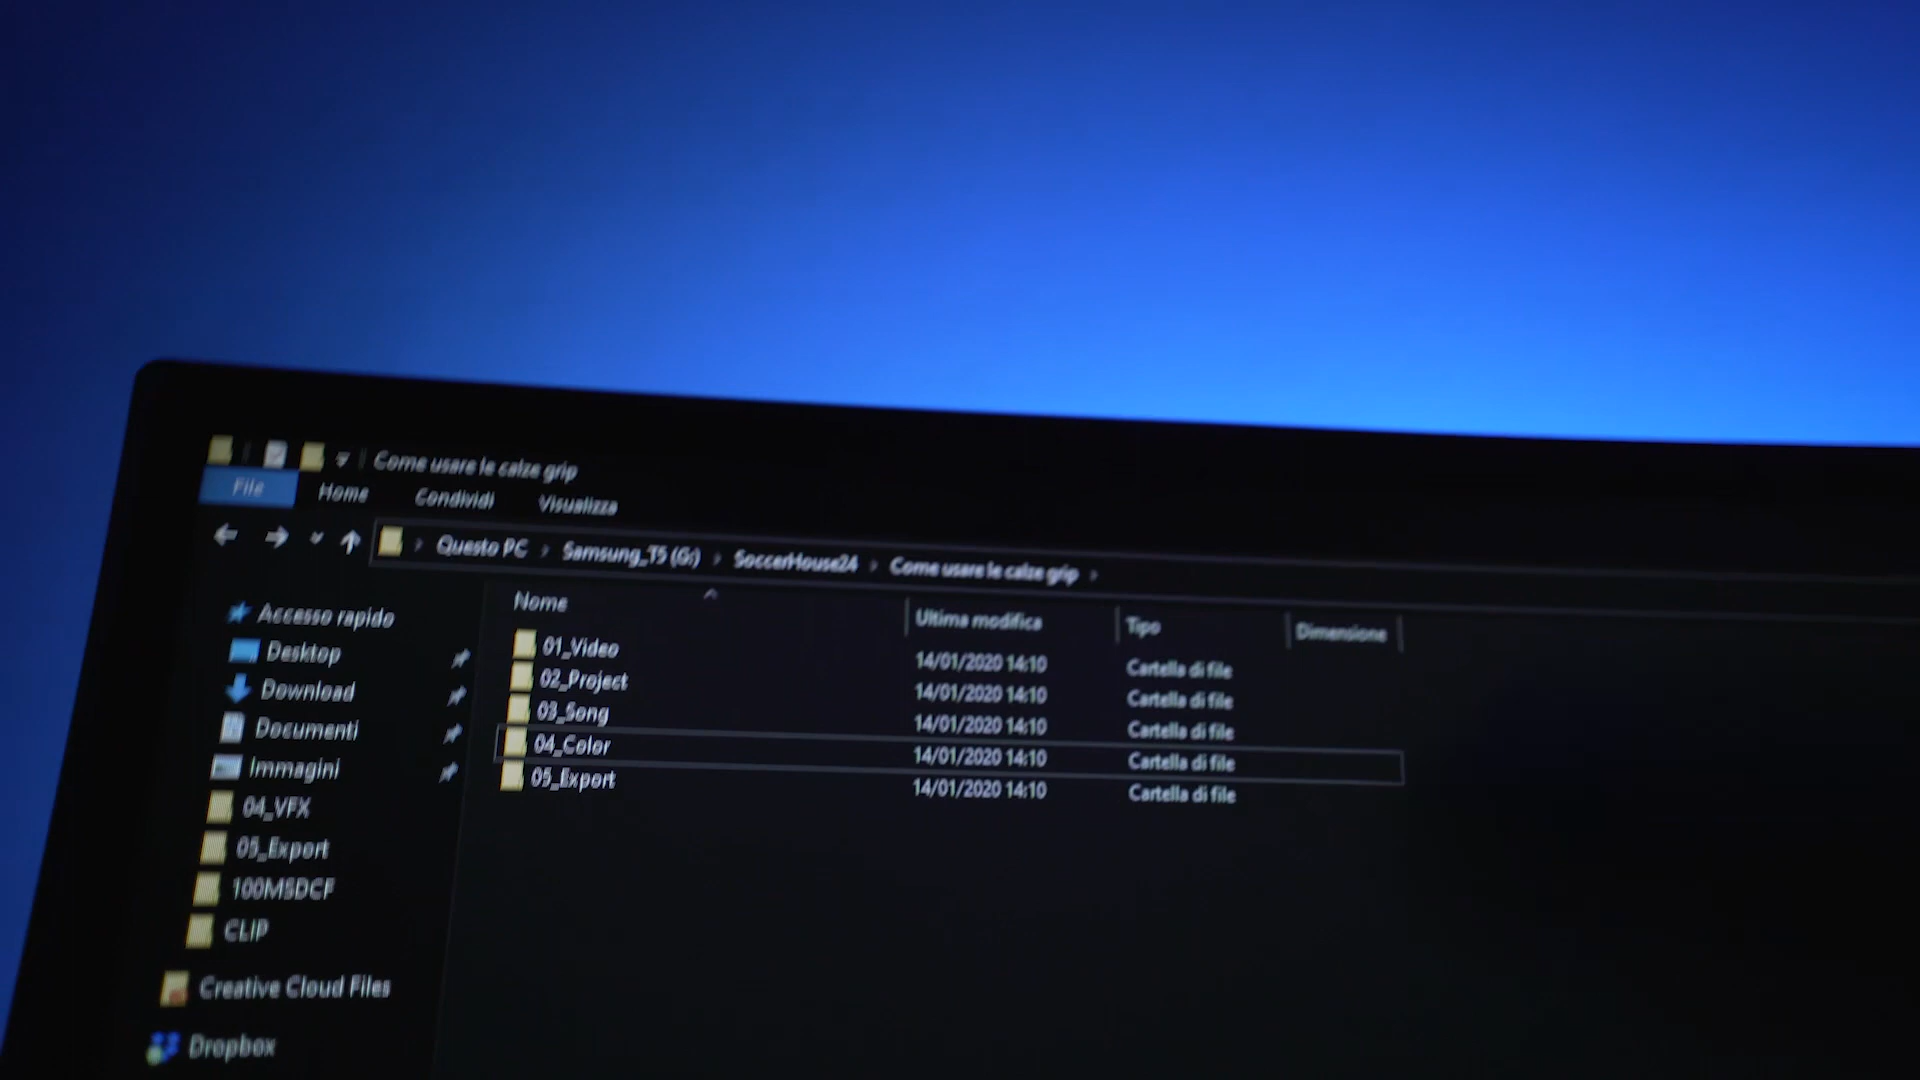 Come usare le calze grip
File Home Condividi Visualizza
Questo PC > Samsung_T5 (G:) > SoccerHouse24 > Come usare le calze grip >
Nome Ultima modifica Tipo Dimensione
01_Video 14/01/2020 14:10 Cartella di file
02_Project 14/01/2020 14:10 Cartella di file
03_Song 14/01/2020 14:10 Cartella di file
04_Color 14/01/2020 14:10 Cartella di file
05_Export 14/01/2020 14:10 Cartella di file
Accesso rapido
Desktop
Download
Documenti
Immagini
04_VFX
05_Export
100MSDCF
CLIP
Creative Cloud Files
Dropbox